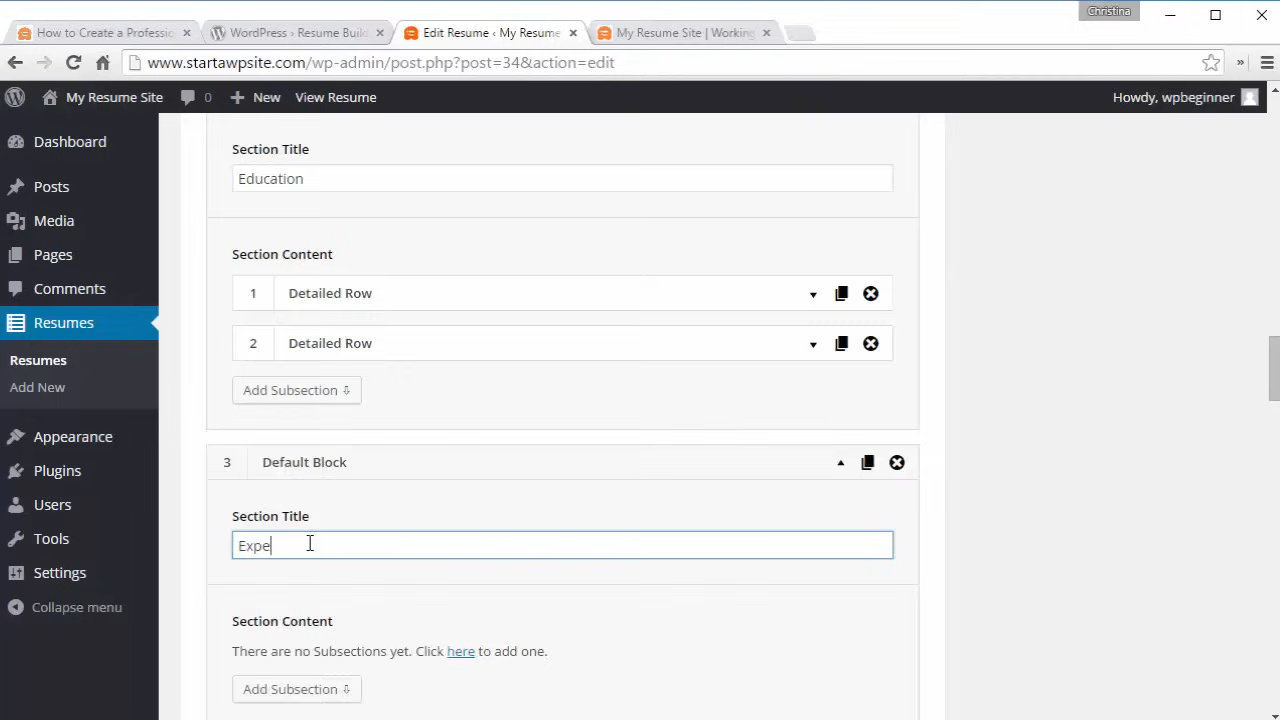 Christina
How to Create a Professic
WordPress › Resume Build
Edit Resume ‹ My Resume
My Resume Site | Working
www.startawpsite.com/wp-admin/post.php?post=34&action=edit
My Resume Site 0 New View Resume Howdy, wpbeginner
Dashboard
Posts
Media
Pages
Comments
Resumes
Resumes
Add New
Appearance
Plugins
Users
Tools
Settings
Collapse menu
Section Title
Education
Section Content
1 Detailed Row
2 Detailed Row
Add Subsection ⇩
3 Default Block
Section Title
Expe
Section Content
There are no Subsections yet. Click here to add one.
Add Subsection ⇩